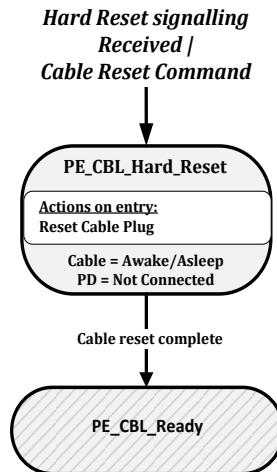 Hard Reset signalling
Received |
Cable Reset Command
PE_CBL_Hard_Reset
Actions on entry:
Reset Cable Plug
Cable = Awake/Asleep
PD = Not Connected
Cable reset complete
PE_CBL_Ready